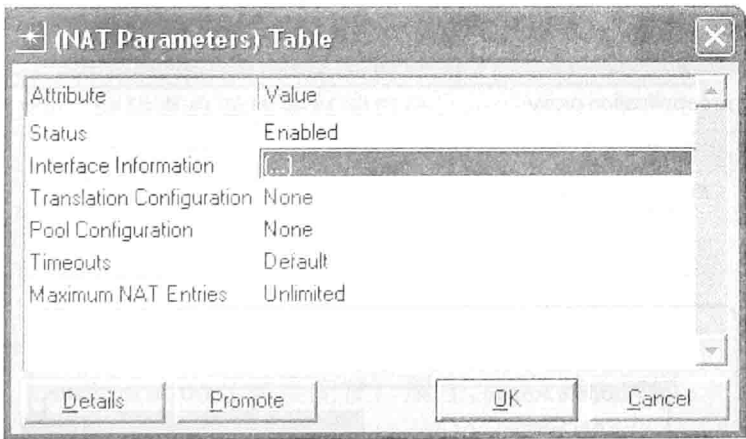 (NAT Parameters) Table
Attribute Value
Status Enabled
Interface Information (...)
Translation Configuration None
Pool Configuration None
Timeouts Default
Maximum NAT Entries Unlimited
Details Promote OK Cancel